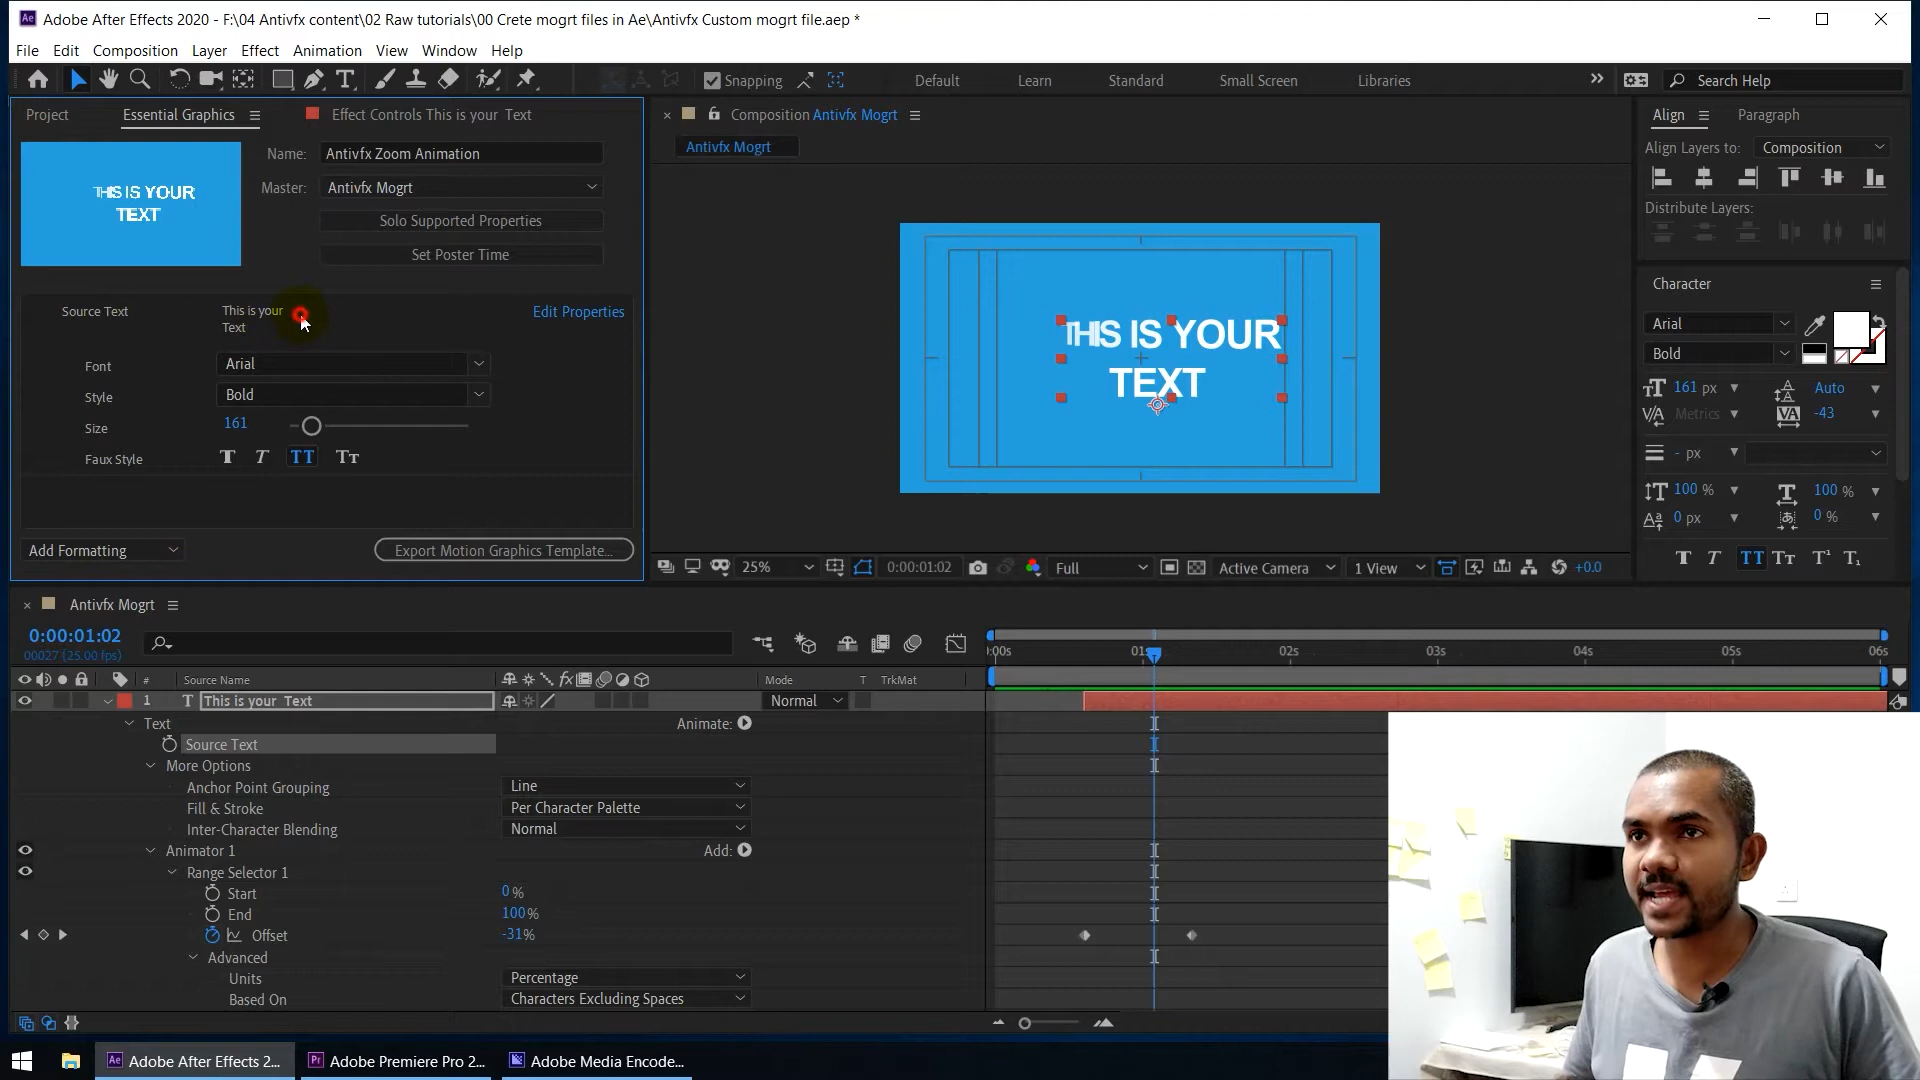 Adobe After Effects 2020 - F:\04 Antivfx content\02 Raw tutorials\00 Crete mogrt files in Ae\Antivfx Custom mogrt file.aep *
File Edit Composition Layer Effect Animation View Window Help
Snapping Default Learn Standard Small Screen Libraries Search Help
Project Essential Graphics Effect Controls This is your Text
Composition Antivfx Mogrt
Align Paragraph
Antivfx Mogrt
Align Layers to: Composition
Distribute Layers:
Name: Antivfx Zoom Animation
Master: Antivfx Mogrt
Solo Supported Properties
Set Poster Time
THIS IS YOUR
TEXT
Source Text
This is your
Text
Edit Properties
Font Arial
Style Bold
Size 161
Faux Style T T TT TT
Add Formatting
Export Motion Graphics Template...
THIS IS YOUR
TEXT
25% 0:00:01:02 Full Active Camera 1 View +0.0
Character
Arial
Bold
161 px Auto
Metrics -43
- px
100 % 100 %
0 px 0 %
T T TT Tt T¹ T₁
Antivfx Mogrt
0:00:01:02
00027 (25.00 fps)
:00s 01s 02s 03s 04s 05s 06s
# Source Name Mode T TrkMat
1 T This is your Text Normal
Text Animate:
Source Text
More Options
Anchor Point Grouping Line
Fill & Stroke Per Character Palette
Inter-Character Blending Normal
Animator 1 Add:
Range Selector 1
Start 0%
End 100%
Offset -31%
Advanced
Units Percentage
Based On Characters Excluding Spaces
Adobe After Effects 2... Adobe Premiere Pro 2... Adobe Media Encode...